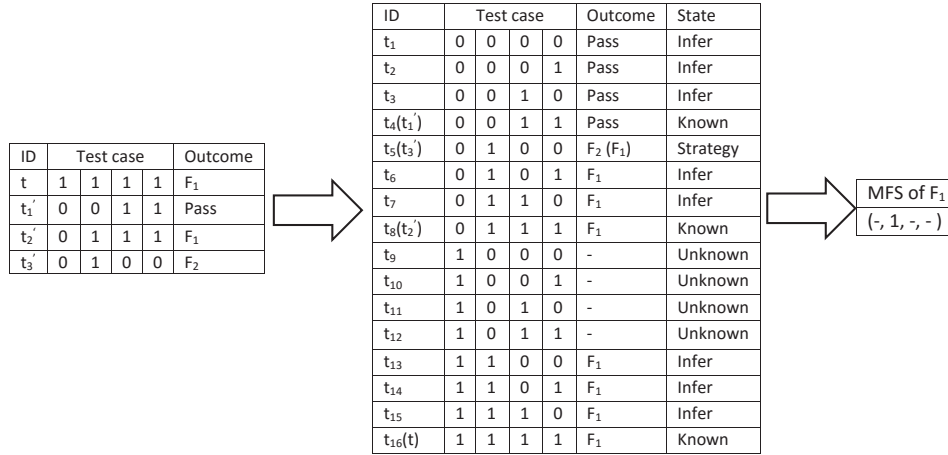 ID Test case Outcome
t 1 1 1 1 F₁
t₁′ 0 0 1 1 Pass
t₂′ 0 1 1 1 F₁
t₃′ 0 1 0 0 F₂
ID Test case Outcome State
t₁ 0 0 0 0 Pass Infer
t₂ 0 0 0 1 Pass Infer
t₃ 0 0 1 0 Pass Infer
t₄(t₁′) 0 0 1 1 Pass Known
t₅(t₃′) 0 1 0 0 F₂ (F₁) Strategy
t₆ 0 1 0 1 F₁ Infer
t₇ 0 1 1 0 F₁ Infer
t₈(t₂′) 0 1 1 1 F₁ Known
t₉ 1 0 0 0 - Unknown
t₁₀ 1 0 0 1 - Unknown
t₁₁ 1 0 1 0 - Unknown
t₁₂ 1 0 1 1 - Unknown
t₁₃ 1 1 0 0 F₁ Infer
t₁₄ 1 1 0 1 F₁ Infer
t₁₅ 1 1 1 0 F₁ Infer
t₁₆(t) 1 1 1 1 F₁ Known
MFS of F₁
(-, 1, -, - )